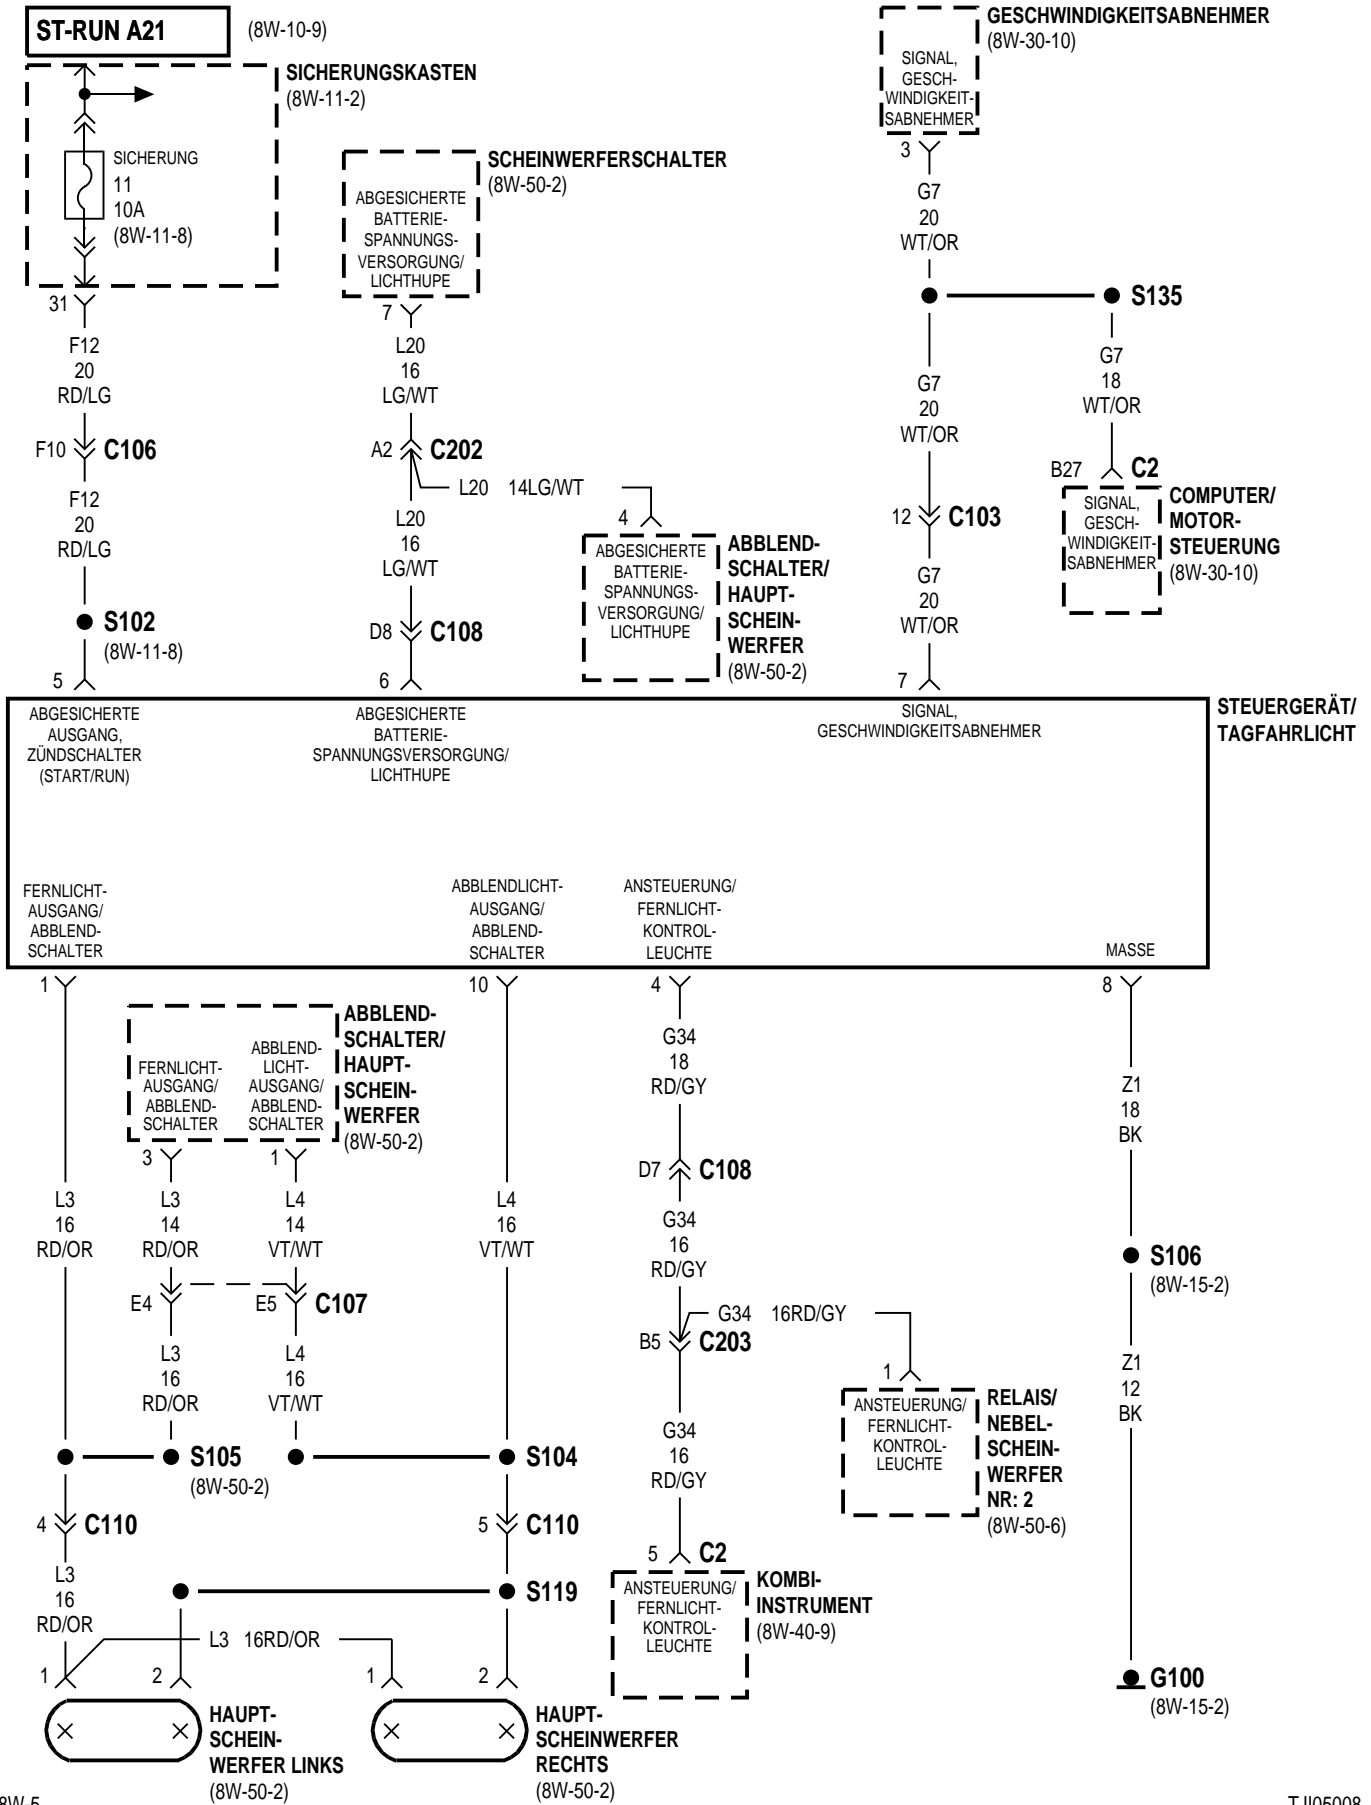 ST-RUN A21
(8W-10-9)
SICHERUNGSKASTEN
(8W-11-2)
SICHERUNG
11
10A
(8W-11-8)
31
F12
20
RD/LG
F10
C106
F12
20
RD/LG
S102
(8W-11-8)
5
SCHEINWERFERSCHALTER
(8W-50-2)
ABGESICHERTE
BATTERIE-
SPANNUNGS-
VERSORGUNG/
LICHTHUPE
7
L20
16
LG/WT
A2
C202
L20 14LG/WT
L20
16
LG/WT
D8
C108
6
4
ABGESICHERTE
BATTERIE-
SPANNUNGS-
VERSORGUNG/
LICHTHUPE
ABBLEND-
SCHALTER/
HAUPT-
SCHEIN-
WERFER
(8W-50-2)
GESCHWINDIGKEITSABNEHMER
(8W-30-10)
SIGNAL,
GESCH-
WINDIGKEIT-
SABNEHMER
3
G7
20
WT/OR
S135
G7
20
WT/OR
12
C103
G7
20
WT/OR
7
G7
18
WT/OR
B27
C2
SIGNAL,
GESCH-
WINDIGKEIT-
SABNEHMER
COMPUTER/
MOTOR-
STEUERUNG
(8W-30-10)
STEUERGERÄT/
TAGFAHRLICHT
ABGESICHERTE
AUSGANG,
ZÜNDSCHALTER
(START/RUN)
ABGESICHERTE
BATTERIE-
SPANNUNGSVERSORGUNG/
LICHTHUPE
SIGNAL,
GESCHWINDIGKEITSABNEHMER
FERNLICHT-
AUSGANG/
ABBLEND-
SCHALTER
ABBLENDLICHT-
AUSGANG/
ABBLEND-
SCHALTER
ANSTEUERUNG/
FERNLICHT-
KONTROL-
LEUCHTE
MASSE
1
10
4
8
FERNLICHT-
AUSGANG/
ABBLEND-
SCHALTER
ABBLEND-
LICHT-
AUSGANG/
ABBLEND-
SCHALTER
ABBLEND-
SCHALTER/
HAUPT-
SCHEIN-
WERFER
(8W-50-2)
3
1
L3
16
RD/OR
L3
14
RD/OR
L4
14
VT/WT
L4
16
VT/WT
E4
E5
C107
L3
16
RD/OR
L4
16
VT/WT
S105
(8W-50-2)
S104
4
C110
5
C110
L3
16
RD/OR
S119
L3 16RD/OR
1
2
1
2
HAUPT-
SCHEIN-
WERFER LINKS
(8W-50-2)
HAUPT-
SCHEINWERFER
RECHTS
(8W-50-2)
G34
18
RD/GY
D7
C108
G34
16
RD/GY
G34 16RD/GY
B5
C203
G34
16
RD/GY
5
C2
ANSTEUERUNG/
FERNLICHT-
KONTROL-
LEUCHTE
KOMBI-
INSTRUMENT
(8W-40-9)
1
ANSTEUERUNG/
FERNLICHT-
KONTROL-
LEUCHTE
RELAIS/
NEBEL-
SCHEIN-
WERFER
NR: 2
(8W-50-6)
Z1
18
BK
S106
(8W-15-2)
Z1
12
BK
G100
(8W-15-2)